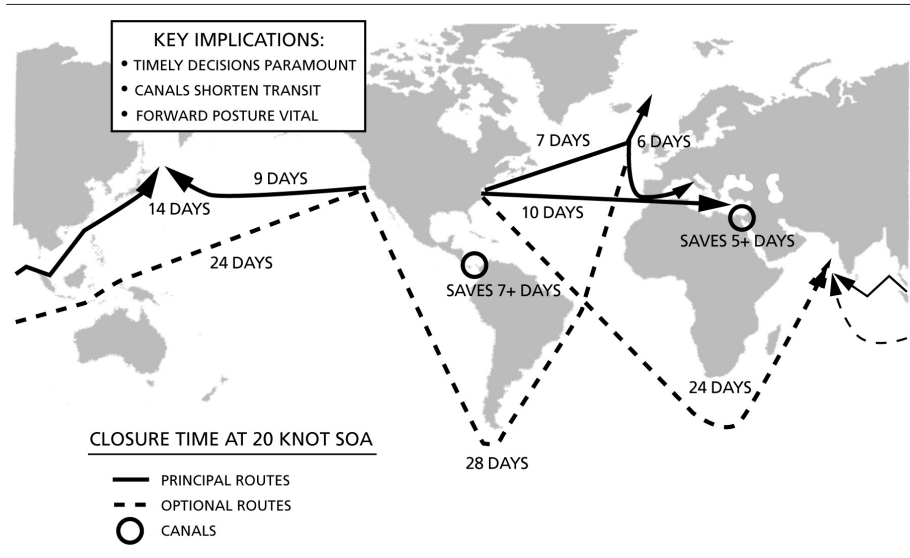 KEY IMPLICATIONS:
• TIMELY DECISIONS PARAMOUNT
• CANALS SHORTEN TRANSIT
• FORWARD POSTURE VITAL
7 DAYS
6 DAYS
9 DAYS
14 DAYS
10 DAYS
SAVES 5+ DAYS
24 DAYS
SAVES 7+ DAYS
24 DAYS
28 DAYS
CLOSURE TIME AT 20 KNOT SOA
PRINCIPAL ROUTES
OPTIONAL ROUTES
CANALS